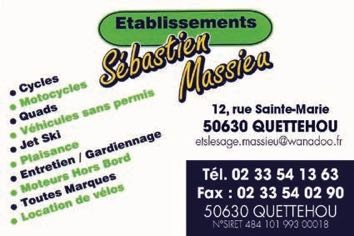 Etablissements
Sébastien
Massieu
• Cycles
• Motocycles
• Quads
• Véhicules sans permis
• Jet Ski
• Plaisance
• Entretien / Gardiennage
• Moteurs Hors Bord
• Toutes Marques
• Location de vélos
12, rue Sainte-Marie
50630 QUETTEHOU
etslesage.massieu@wanadoo.fr
Tél. 02 33 54 13 63
Fax : 02 33 54 02 90
50630 QUETTEHOU
N°SIRET 484 101 993 00018